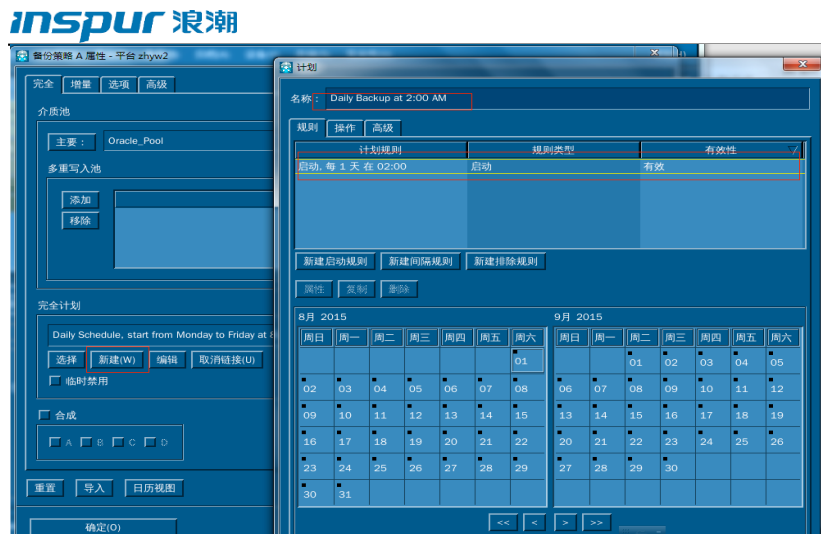 inspur 浪潮
备份策略 A 属性 - 平台 zhyw2
完全 增量 选项 高级
介质池
主要： Oracle_Pool
多重写入池
添加
移除
完全计划
Daily Schedule, start from Monday to Friday at 8
选择 新建(W) 编辑 取消链接(U)
临时禁用
合成
A B C D
重置 导入 日历视图
确定(O)
计划
名称： Daily Backup at 2:00 AM
规则 操作 高级
计划规则 规则类型 有效性
启动, 每 1 天 在 02:00 启动 有效
新建启动规则 新建间隔规则 新建排除规则
属性 复制 删除
8月 2015
周日 周一 周二 周三 周四 周五 周六
01
02 03 04 05 06 07 08
09 10 11 12 13 14 15
16 17 18 19 20 21 22
23 24 25 26 27 28 29
30 31
9月 2015
周日 周一 周二 周三 周四 周五 周六
01 02 03 04 05
06 07 08 09 10 11 12
13 14 15 16 17 18 19
20 21 22 23 24 25 26
27 28 29 30
<< < > >>